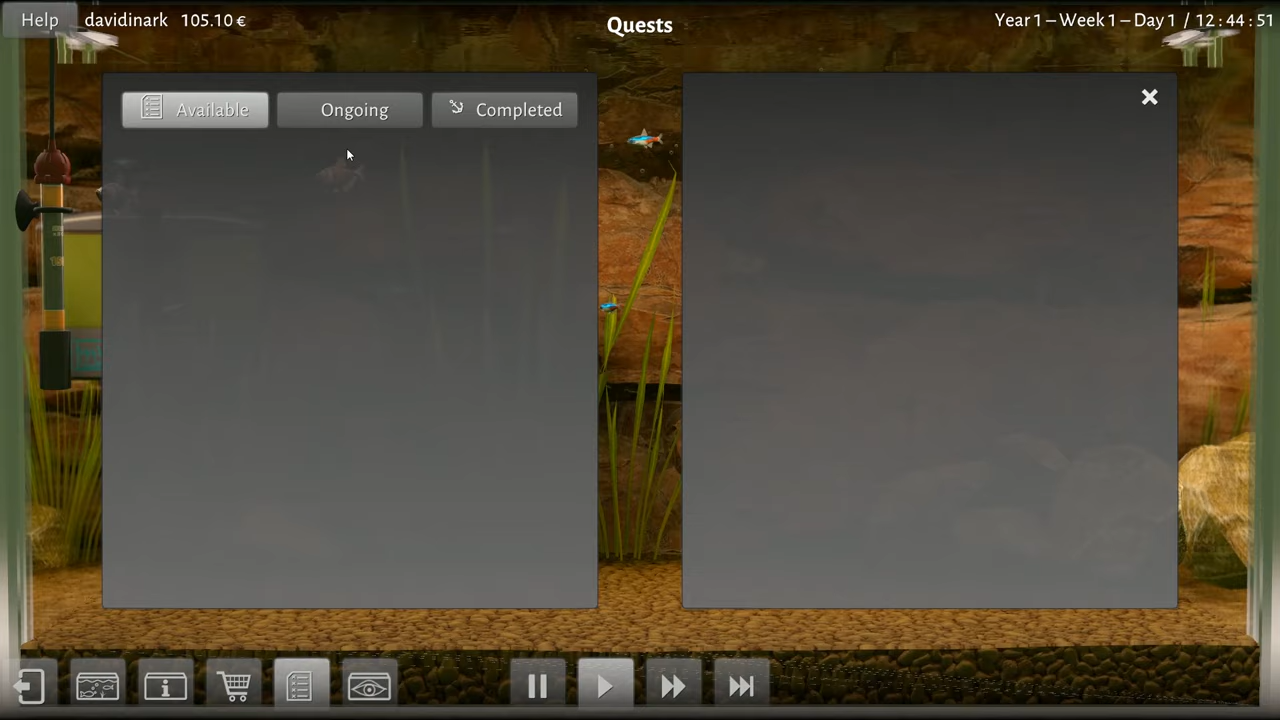 Help davidinark 105.10 € Quests Year 1 – Week 1 – Day 1 / 12 : 44 : 51
Available Ongoing Completed